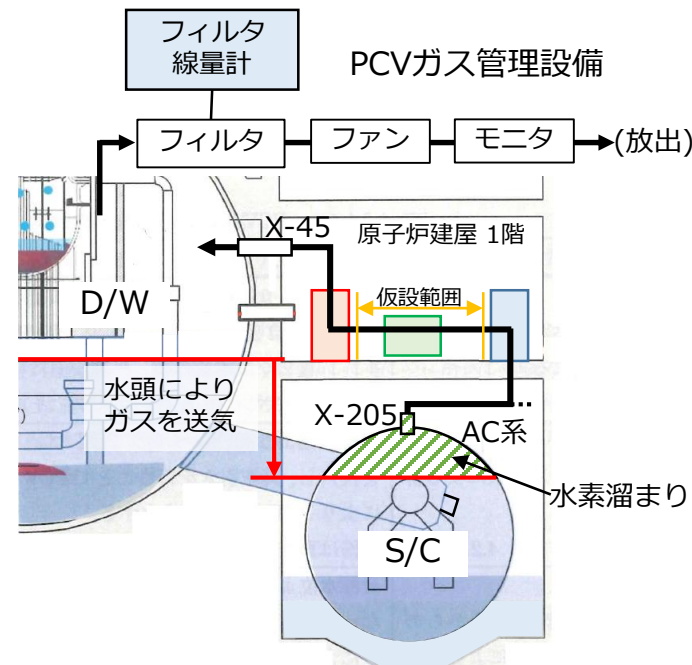 フィルタ
線量計
PCVガス管理設備
フィルタ
ファン
モニタ
(放出)
X-45
原子炉建屋 1階
D/W
仮設範囲
水頭により
ガスを送気
X-205
AC系
水素溜まり
S/C